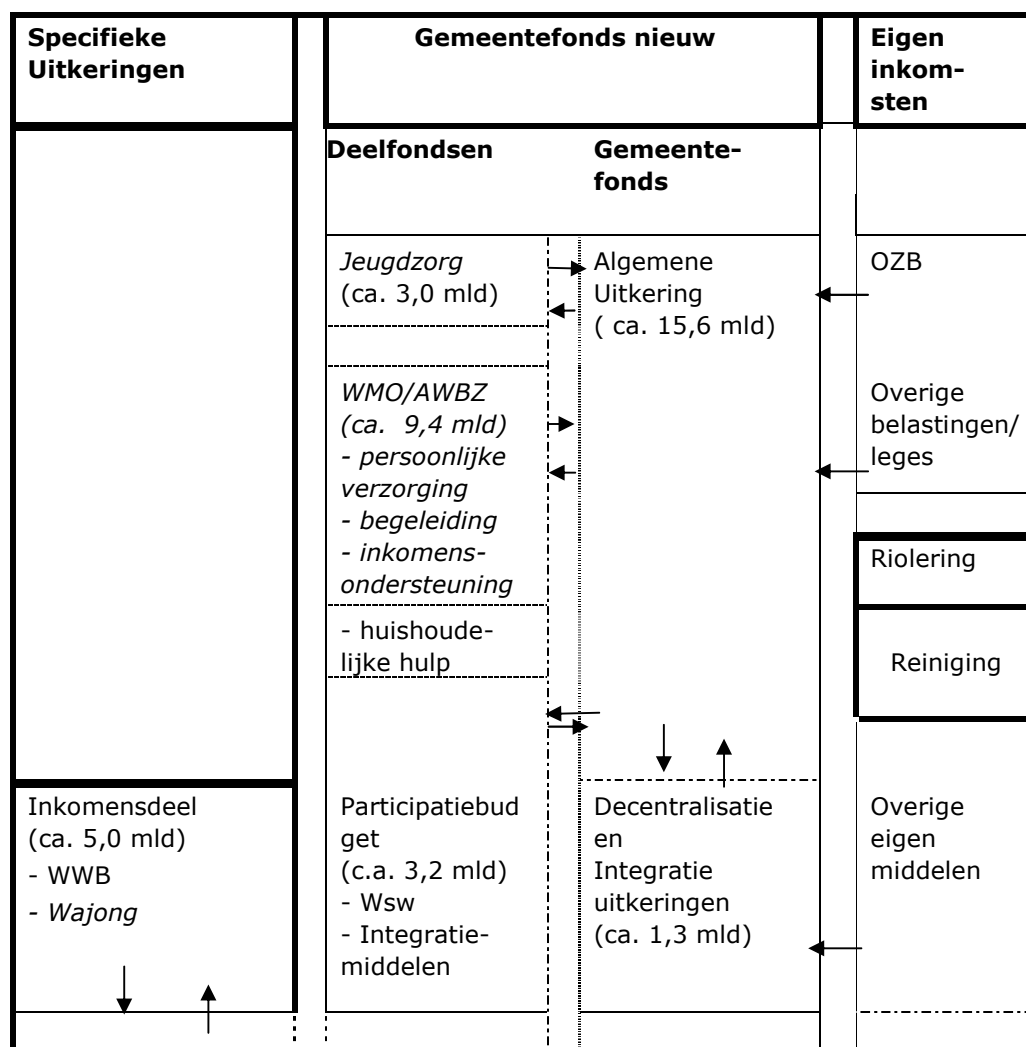 Specifieke
Uitkeringen
Gemeentefonds nieuw
Eigen
inkom-
sten
Deelfondsen
Gemeente-
fonds
Jeugdzorg
(ca. 3,0 mld)
Algemene
Uitkering
( ca. 15,6 mld)
OZB
WMO/AWBZ
(ca.  9,4 mld)
- persoonlijke
verzorging
- begeleiding
- inkomens-
ondersteuning
Overige
belastingen/
leges
- huishoude-
lijke hulp
Riolering
Reiniging
Inkomensdeel
(ca. 5,0 mld)
- WWB
- Wajong
Participatiebud
get
(c.a. 3,2 mld)
- Wsw
- Integratie-
middelen
Decentralisatie
en
Integratie
uitkeringen
(ca. 1,3 mld)
Overige
eigen
middelen